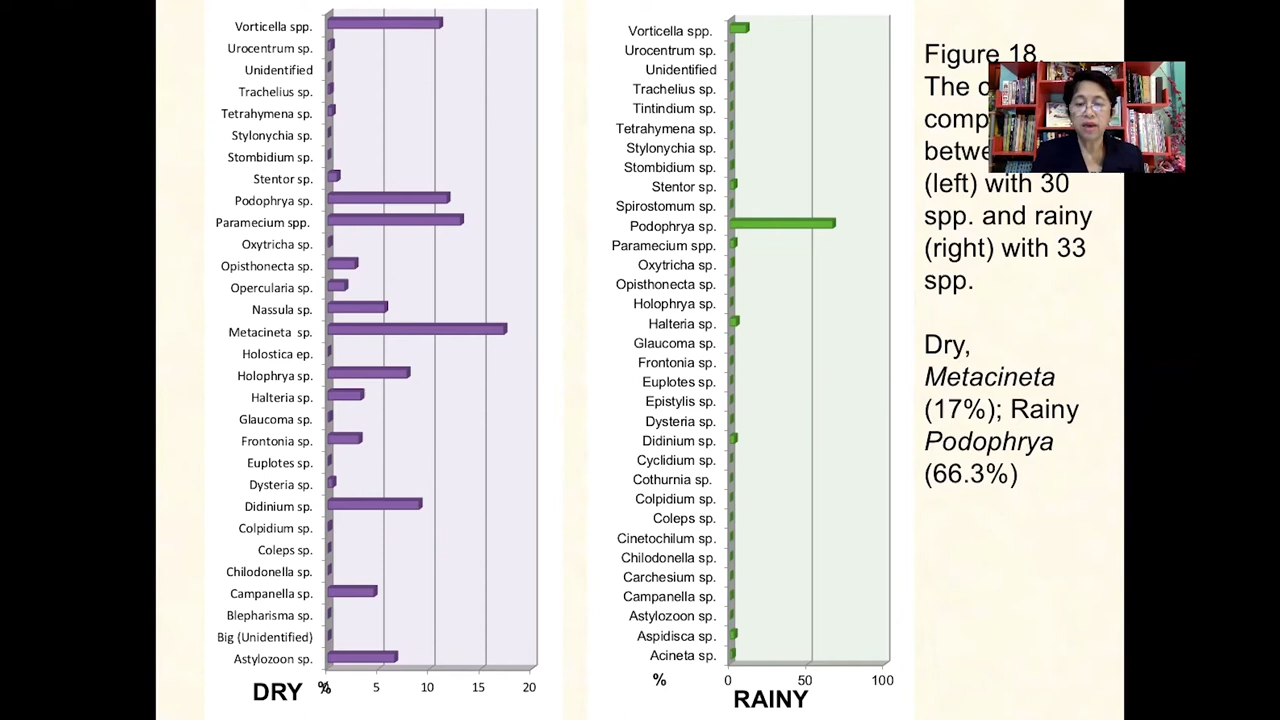 Vorticella spp.
Urocentrum sp.
Unidentified
Trachelius sp.
Tetrahymena sp.
Stylonychia sp.
Stombidium sp.
Stentor sp.
Podophrya sp.
Paramecium spp.
Oxytricha sp.
Opisthonecta sp.
Opercularia sp.
Nassula sp.
Metacineta sp.
Holostica ep.
Holophrya sp.
Halteria sp.
Glaucoma sp.
Frontonia sp.
Euplotes sp.
Dysteria sp.
Didinium sp.
Colpidium sp.
Coleps sp.
Chilodonella sp.
Campanella sp.
Blepharisma sp.
Big (Unidentified)
Astylozoon sp.
5 10 15 20
DRY %
Vorticella spp.
Urocentrum sp.
Unidentified
Trachelius sp.
Tintindium sp.
Tetrahymena sp.
Stylonychia sp.
Stombidium sp.
Stentor sp.
Spirostomum sp.
Podophrya sp.
Paramecium spp.
Oxytricha sp.
Opisthonecta sp.
Holophrya sp.
Halteria sp.
Glaucoma sp.
Frontonia sp.
Euplotes sp.
Epistylis sp.
Dysteria sp.
Didinium sp.
Cyclidium sp.
Cothurnia sp.
Colpidium sp.
Coleps sp.
Cinetochilum sp.
Chilodonella sp.
Carchesium sp.
Campanella sp.
Astylozoon sp.
Aspidisca sp.
Acineta sp.
% 0 50 100
RAINY
Figure 18.
The
(left) with 30
spp. and rainy
(right) with 33
spp.
Dry,
Metacineta
(17%); Rainy
Podophrya
(66.3%)